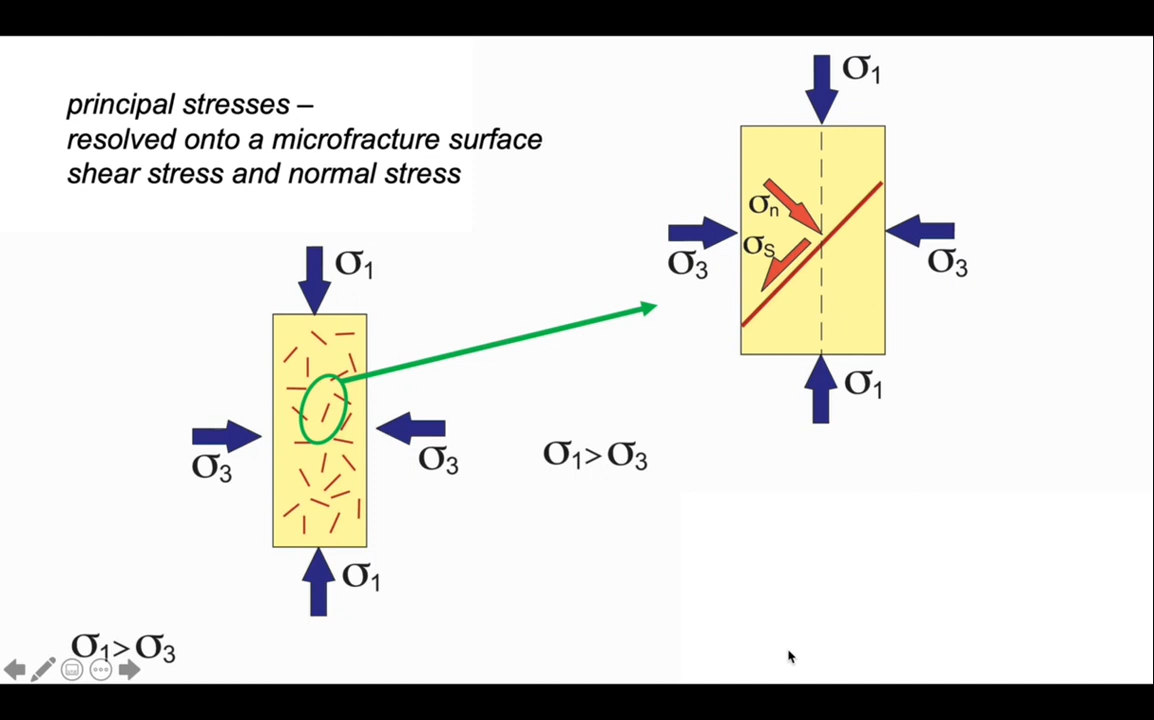 principal stresses –
resolved onto a microfracture surface
shear stress and normal stress
σ1
σn
σS
σ3
σ3
σ1
σ1
σ3
σ3
σ1
σ1>σ3
σ1>σ3